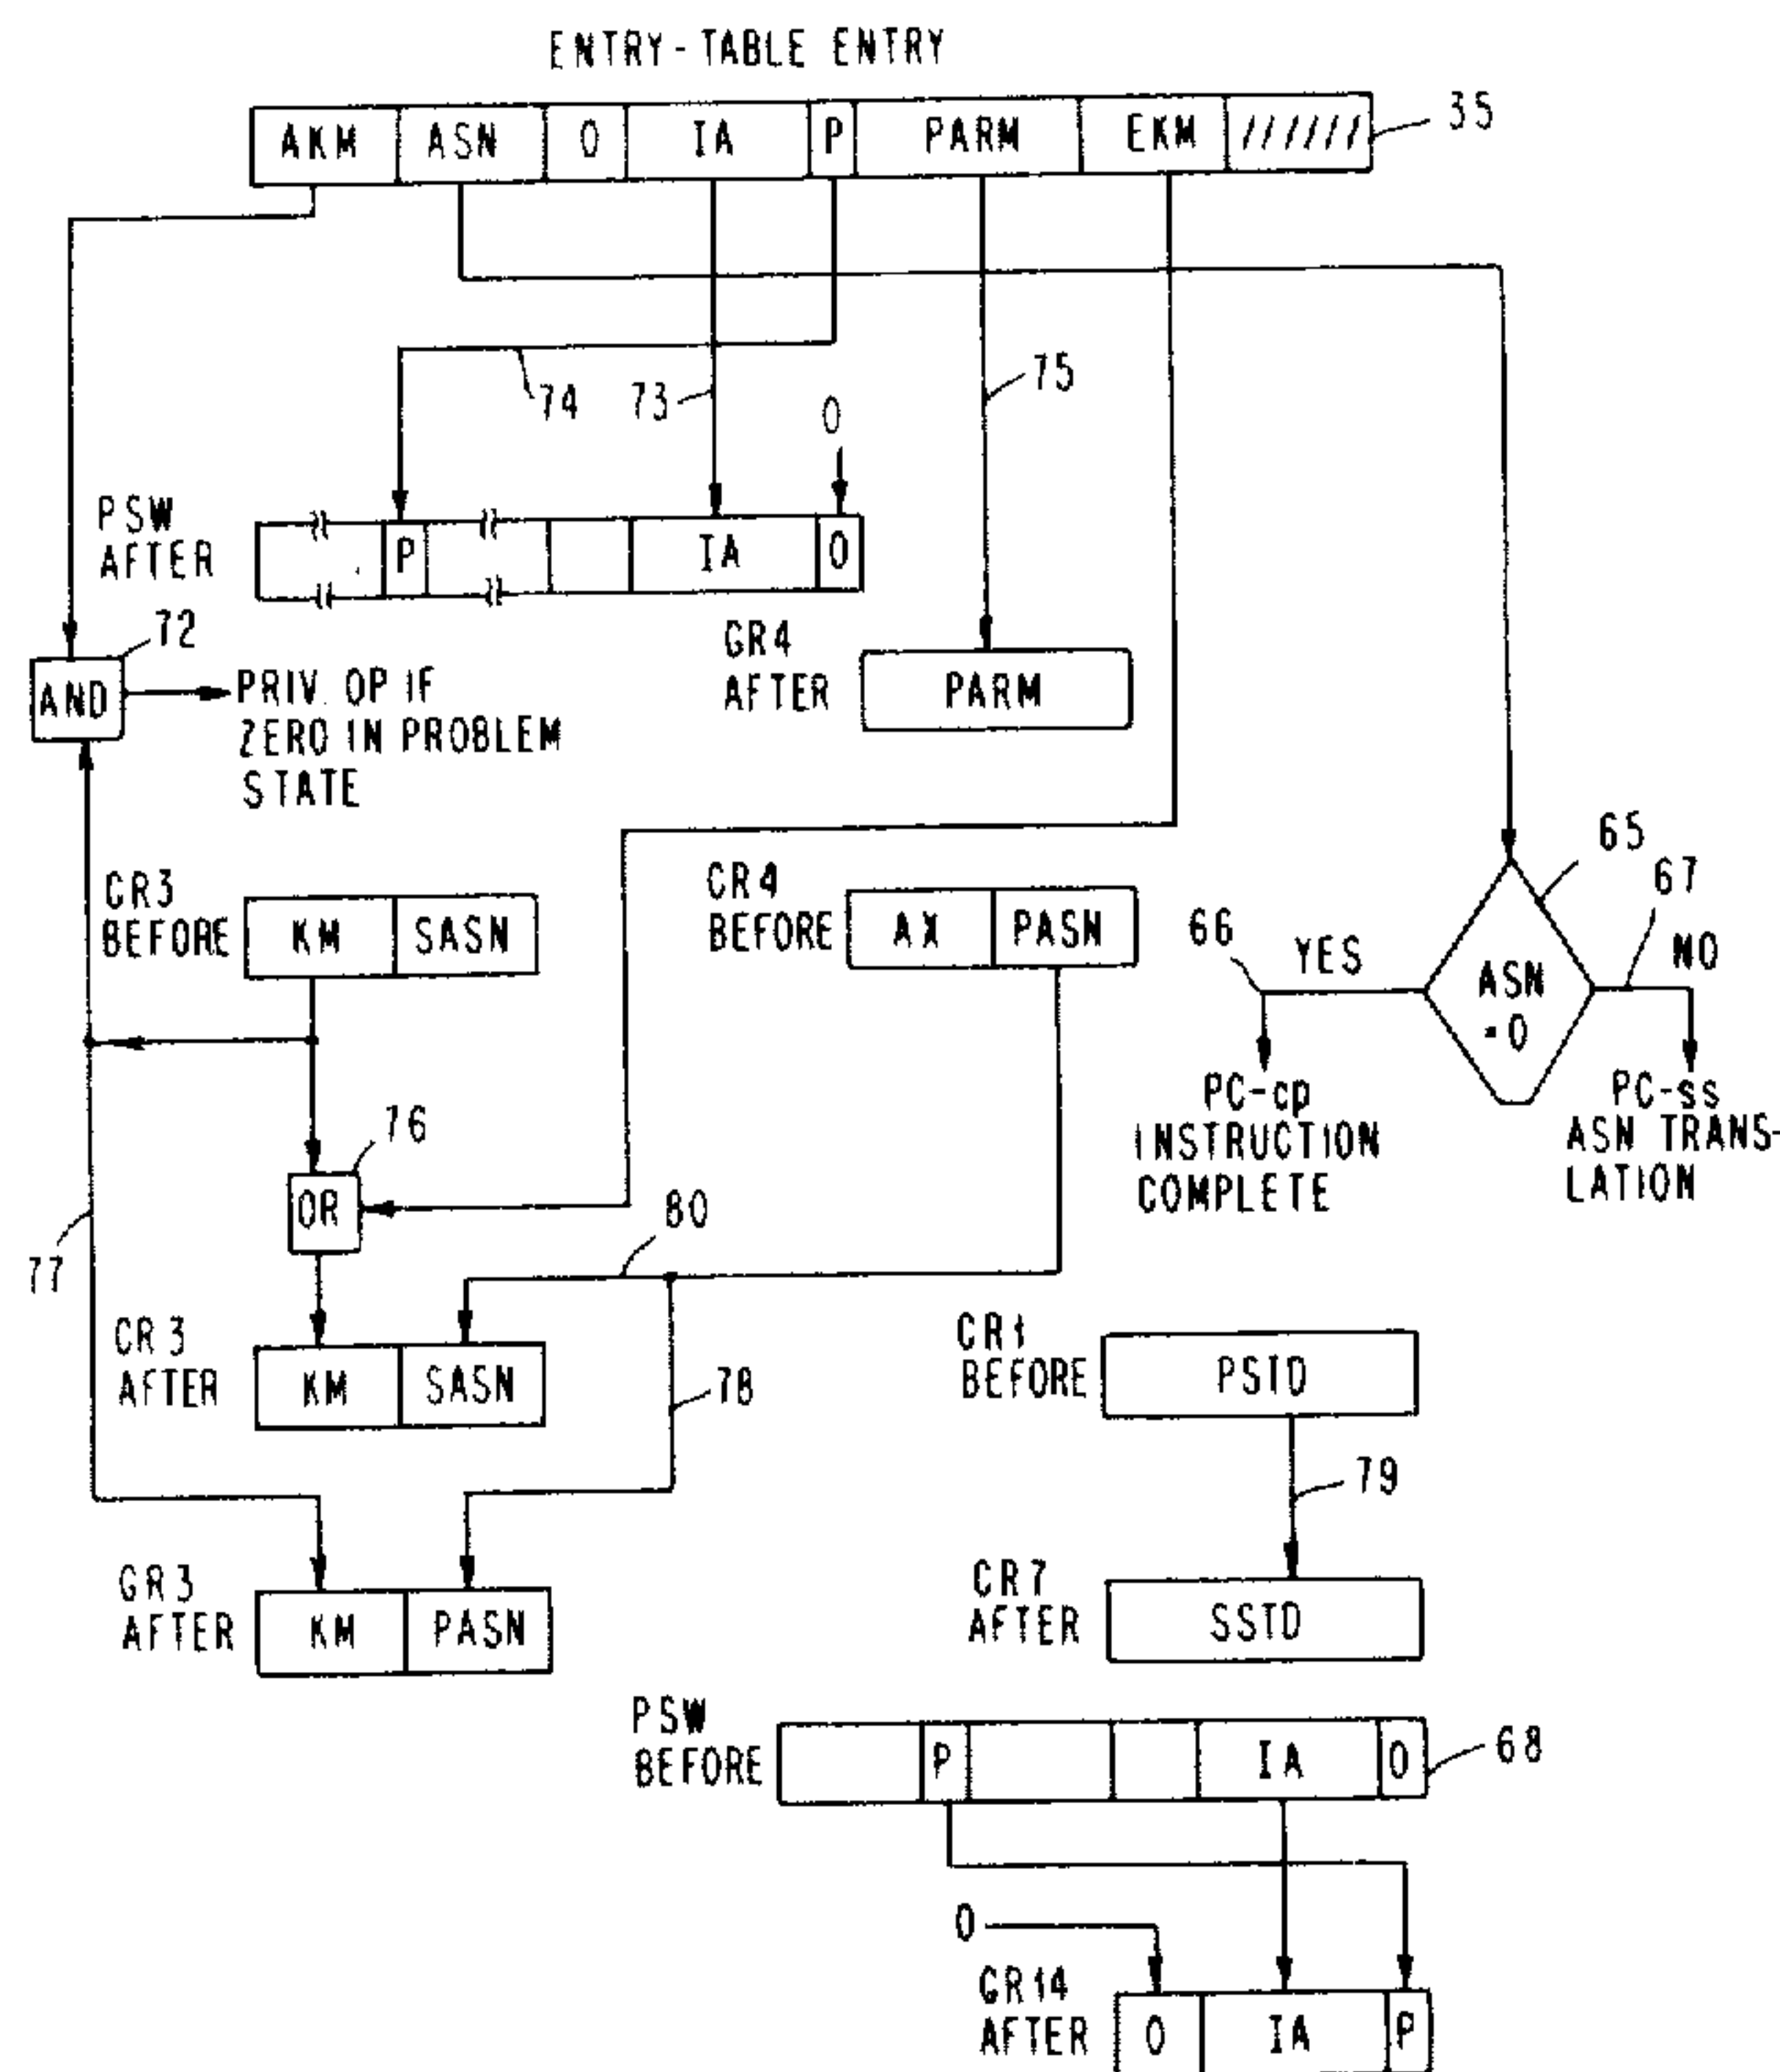 ENTRY-TABLE ENTRY
AKM ASN 0 IA P PARM EKM ////// 35
74 73 0 75
PSW
AFTER
P IA 0
72
AND
PRIV. OP IF
ZERO IN PROBLEM
STATE
GR4
AFTER
PARM
CR3
BEFORE
KM SASN
CR4
BEFORE
AX PASN
65
67
66 YES NO
ASN
=0
PC-cp
INSTRUCTION
COMPLETE
PC-ss
ASN TRANS-
LATION
76
OR
80
77
CR3
AFTER
KM SASN
78
CR1
BEFORE
PSTD
79
GR3
AFTER
KM PASN
CR7
AFTER
SSTD
PSW
BEFORE
P IA 0 68
0
GR14
AFTER
0 IA P